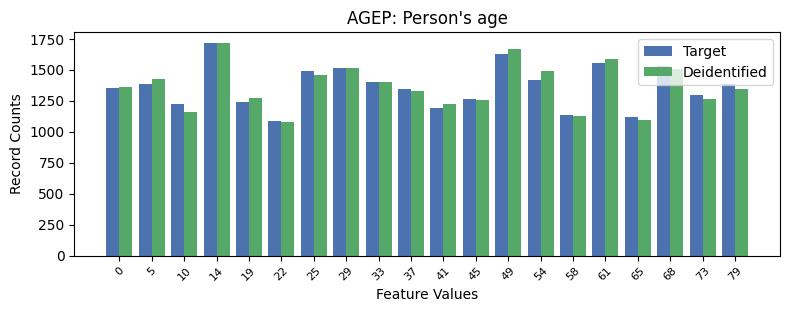 AGEP: Person's age
Record Counts
1750
1500
1250
1000
750
500
250
0
Target
Deidentified
0 5 10 14 19 22 25 29 33 37 41 45 49 54 58 61 65 68 73 79
Feature Values